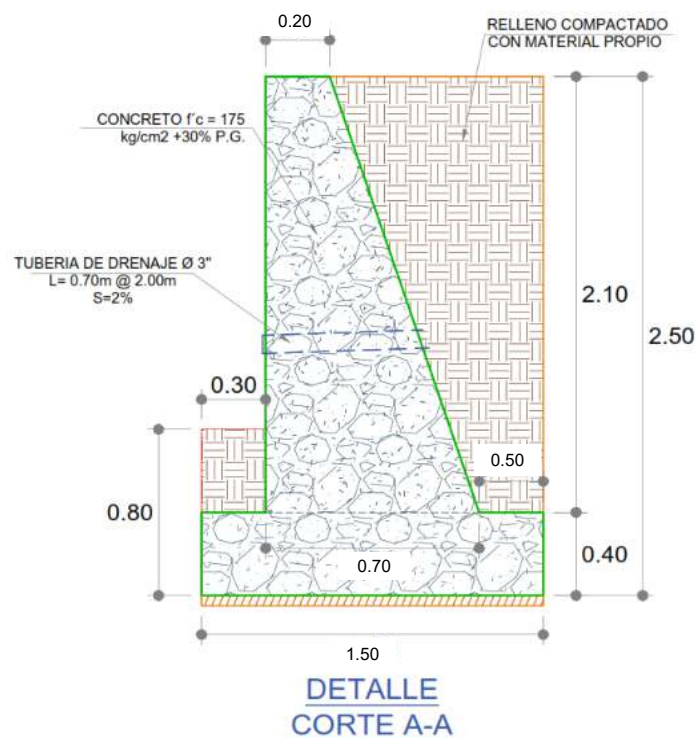 0.20
RELLENO COMPACTADO
CON MATERIAL PROPIO
CONCRETO f´c = 175
kg/cm2 +30% P.G.
TUBERIA DE DRENAJE Ø 3"
L= 0.70m @ 2.00m
S=2%
2.10
2.50
0.30
0.50
0.80
0.70
0.40
1.50
DETALLE
CORTE A-A